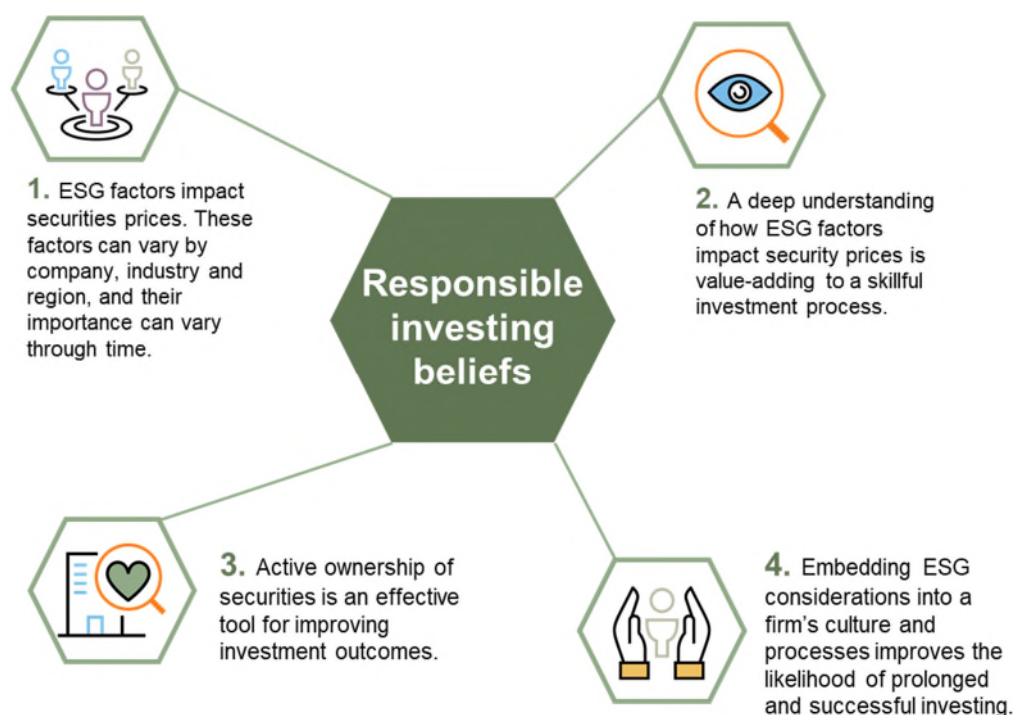 1. ESG factors impact
securities prices. These
factors can vary by
company, industry and
region, and their
importance can vary
through time.
2. A deep understanding
of how ESG factors
impact security prices is
value-adding to a skillful
investment process.
Responsible
investing
beliefs
3. Active ownership of
securities is an effective
tool for improving
investment outcomes.
4. Embedding ESG
considerations into a
firm's culture and
processes improves the
likelihood of prolonged
and successful investing.